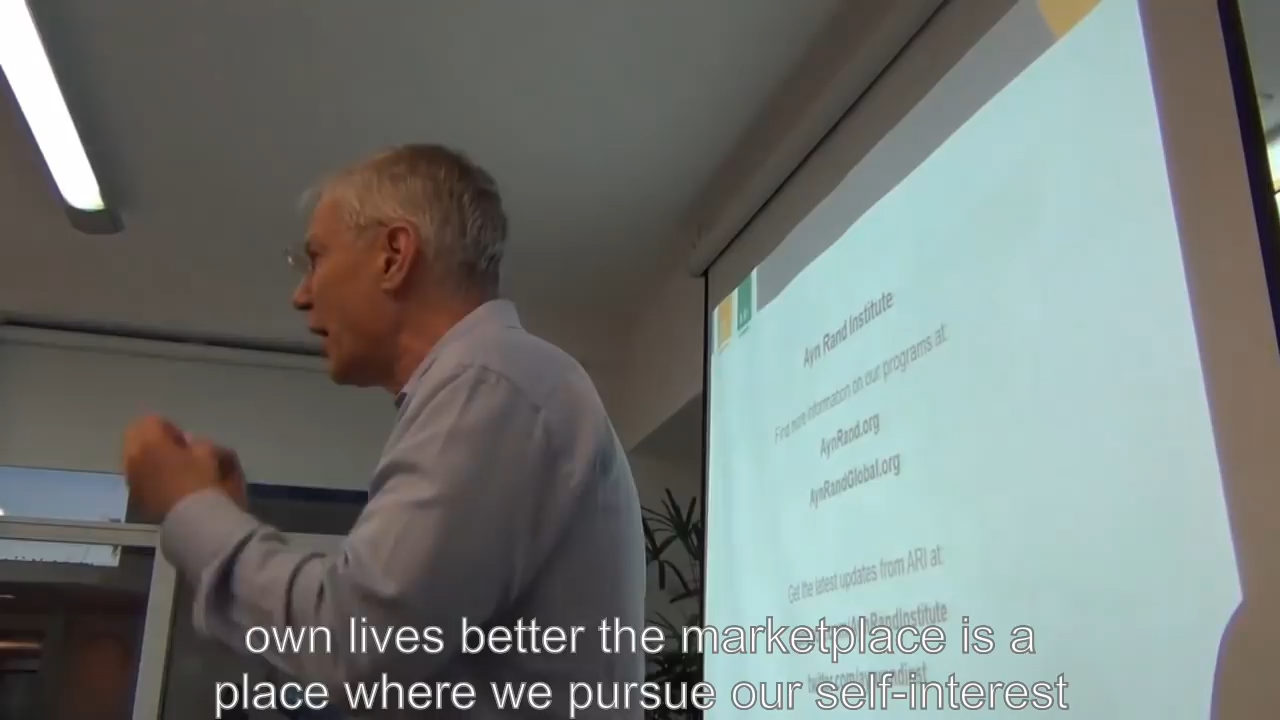 Ayn Rand Institute
Find more information on our programs at:
AynRand.org
AynRandGlobal.org
Get the latest updates from ARI at:
own lives better the marketplace is a
place where we pursue our self-interest